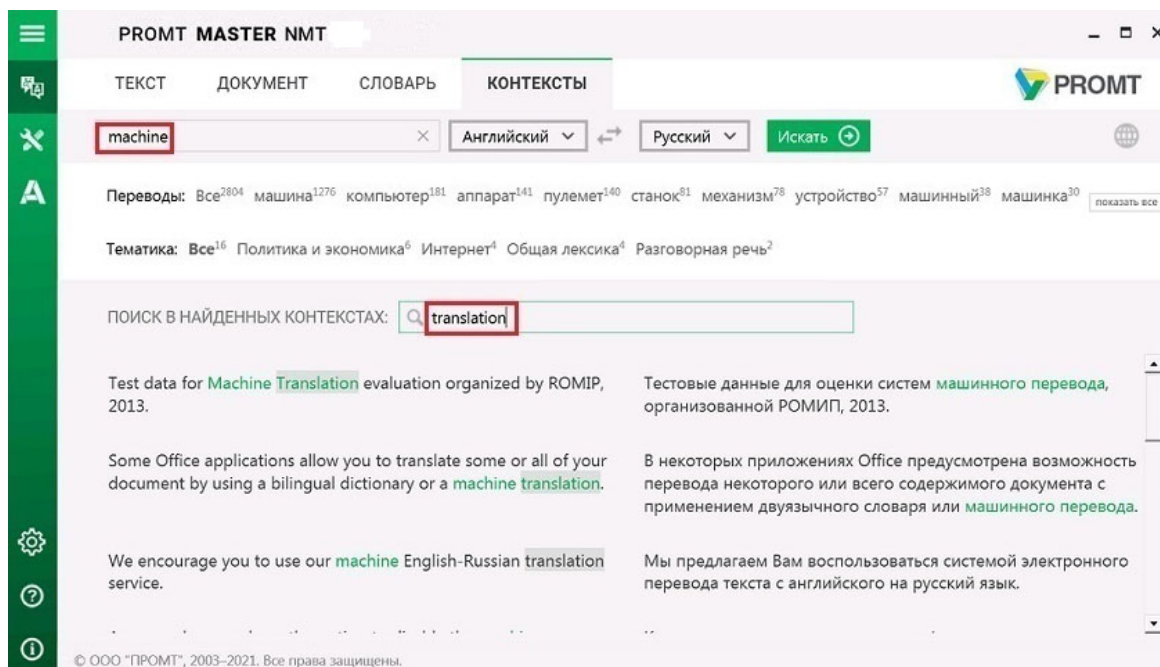 PROMT MASTER NMT
ТЕКСТ ДОКУМЕНТ СЛОВАРЬ КОНТЕКСТЫ PROMT
machine Английский Русский Искать
Переводы: Все2804 машина1276 компьютер181 аппарат141 пулемет140 станок81 механизм78 устройство57 машинный38 машинка30 показать все
Тематика: Все16 Политика и экономика6 Интернет4 Общая лексика4 Разговорная речь2
ПОИСК В НАЙДЕННЫХ КОНТЕКСТАХ: translation
Test data for Machine Translation evaluation organized by ROMIP,
2013.
Тестовые данные для оценки систем машинного перевода,
организованной РОМИП, 2013.
Some Office applications allow you to translate some or all of your
document by using a bilingual dictionary or a machine translation.
В некоторых приложениях Office предусмотрена возможность
перевода некоторого или всего содержимого документа с
применением двуязычного словаря или машинного перевода.
We encourage you to use our machine English-Russian translation
service.
Мы предлагаем Вам воспользоваться системой электронного
перевода текста с английского на русский язык.
© ООО "ПРОМТ", 2003–2021. Все права защищены.